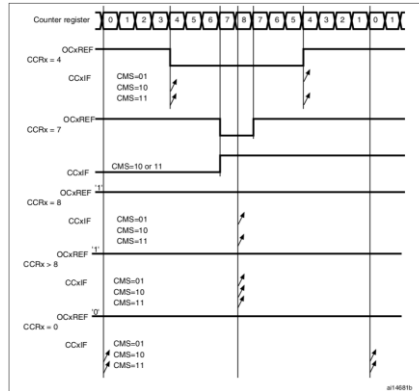 Counter register 0 1 2 3 4 5 6 7 8 7 6 5 4 3 2 1 0 1
OCxREF
CCRx = 4
CCxIF CMS=01
CMS=10
CMS=11
OCxREF
CCRx = 7
CCxIF CMS=10 or 11
OCxREF '1'
CCRx = 8
CCxIF CMS=01
CMS=10
CMS=11
OCxREF '1'
CCRx > 8
CCxIF CMS=01
CMS=10
CMS=11
OCxREF '0'
CCRx = 0
CCxIF CMS=01
CMS=10
CMS=11
ai14681b